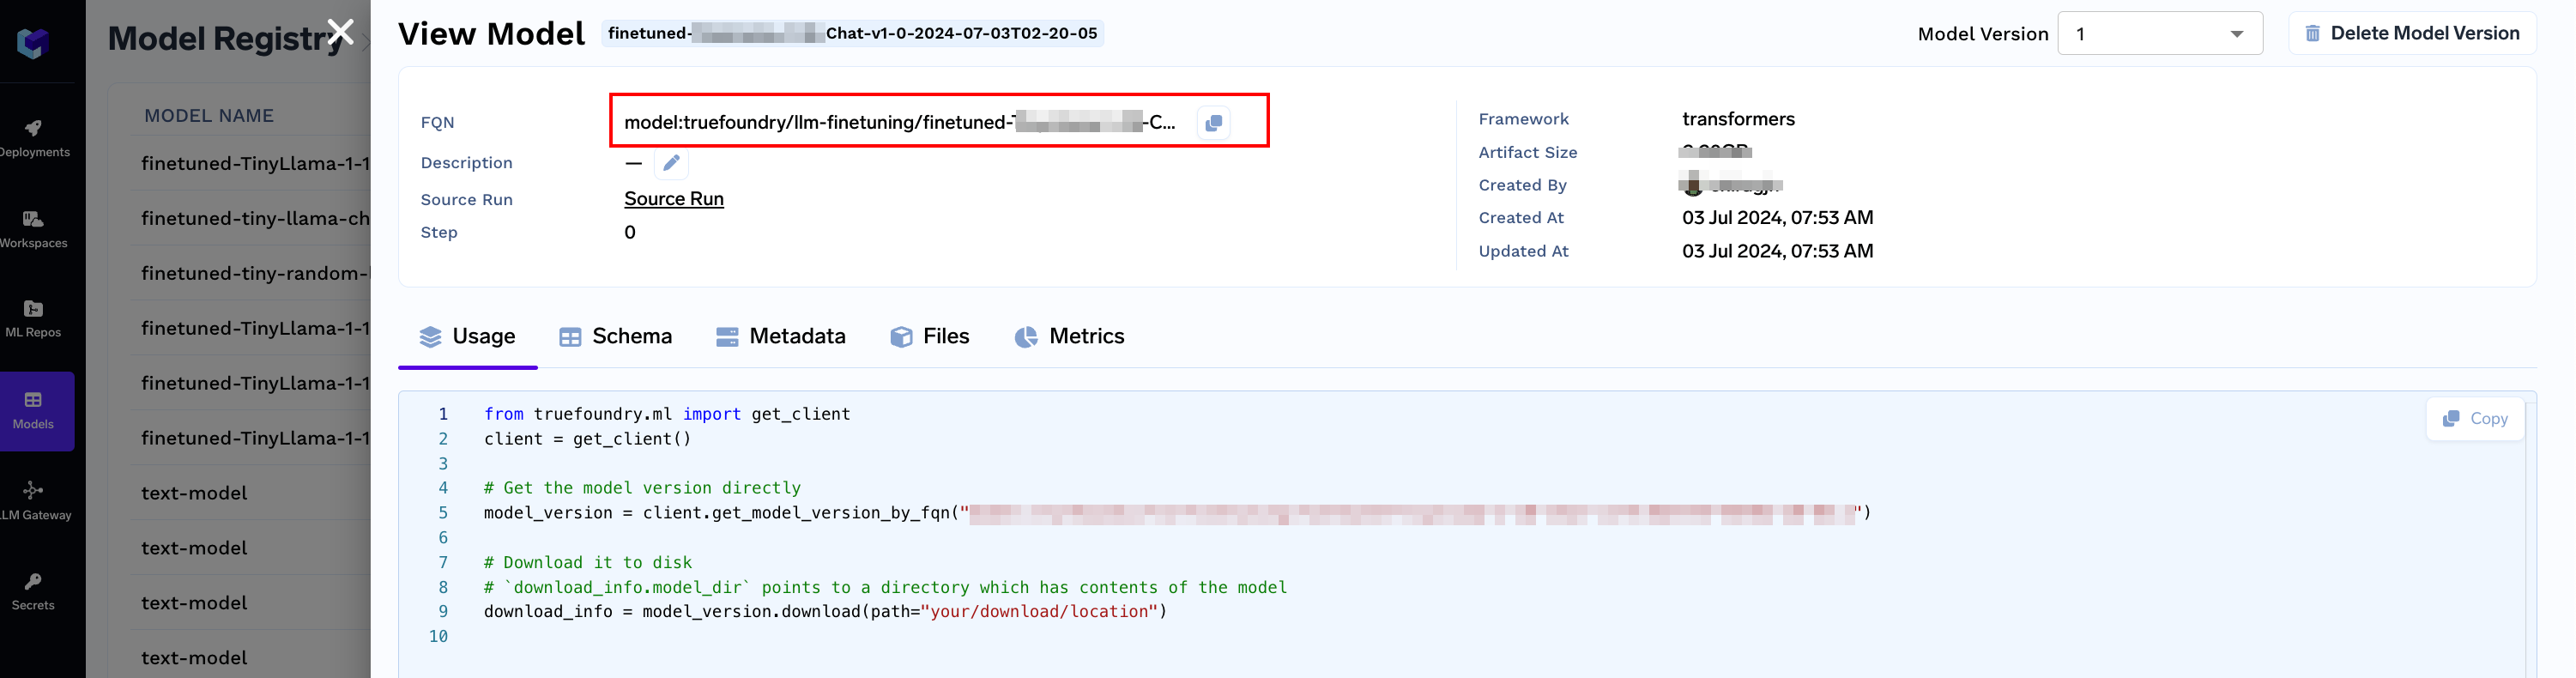 Model Registry
View Model
finetuned- Chat-v1-0-2024-07-03T02-20-05
Model Version
1
Delete Model Version
Deployments
Workspaces
ML Repos
Models
LLM Gateway
Secrets
MODEL NAME
finetuned-TinyLlama-1-1
finetuned-tiny-llama-ch
finetuned-tiny-random-l
finetuned-TinyLlama-1-1
finetuned-TinyLlama-1-1
finetuned-TinyLlama-1-1
text-model
text-model
text-model
text-model
FQN
model:truefoundry/llm-finetuning/finetuned- -C...
Description
—
Source Run
Source Run
Step
0
Framework
transformers
Artifact Size
Created By
Created At
03 Jul 2024, 07:53 AM
Updated At
03 Jul 2024, 07:53 AM
Usage
Schema
Metadata
Files
Metrics
Copy
1 from truefoundry.ml import get_client
2 client = get_client()
3
4 # Get the model version directly
5 model_version = client.get_model_version_by_fqn(" ")
6
7 # Download it to disk
8 # `download_info.model_dir` points to a directory which has contents of the model
9 download_info = model_version.download(path="your/download/location")
10